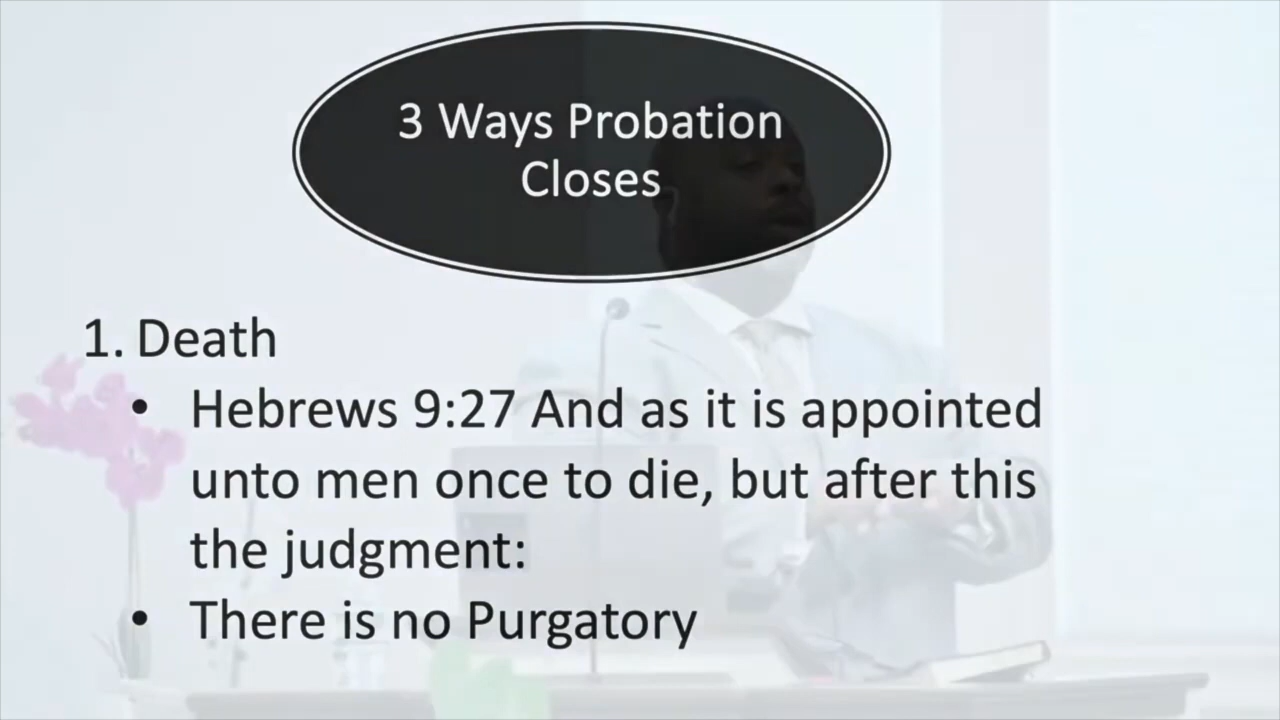 3 Ways Probation
Closes
1. Death
• Hebrews 9:27 And as it is appointed
unto men once to die, but after this
the judgment:
• There is no Purgatory